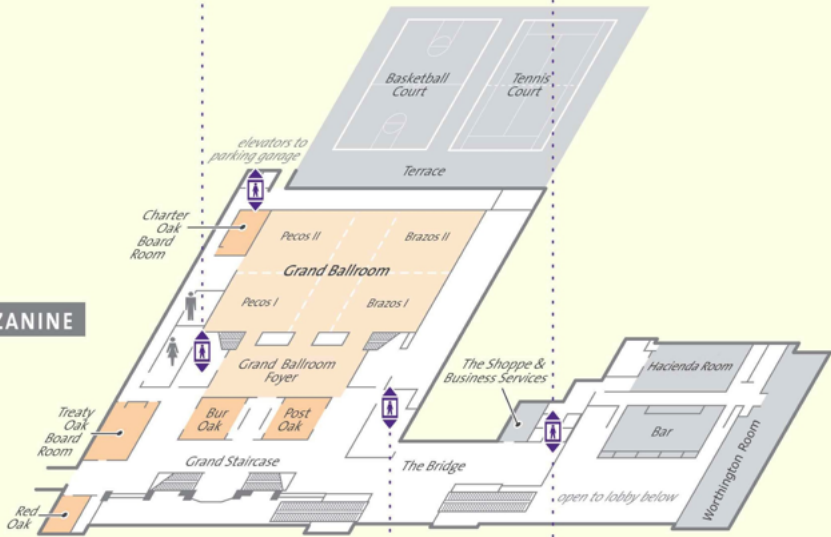 Basketball
Court
Tennis
Court
elevators to
parking garage
Terrace
Charter
Oak
Board
Room
Pecos II
Brazos II
Grand Ballroom
Pecos I
Brazos I
ZANINE
Grand Ballroom
Foyer
The Shoppe &
Business Services
Hacienda Room
Treaty
Oak
Board
Room
Bur
Oak
Post
Oak
Bar
Grand Staircase
The Bridge
Worthington Room
open to lobby below
Red
Oak